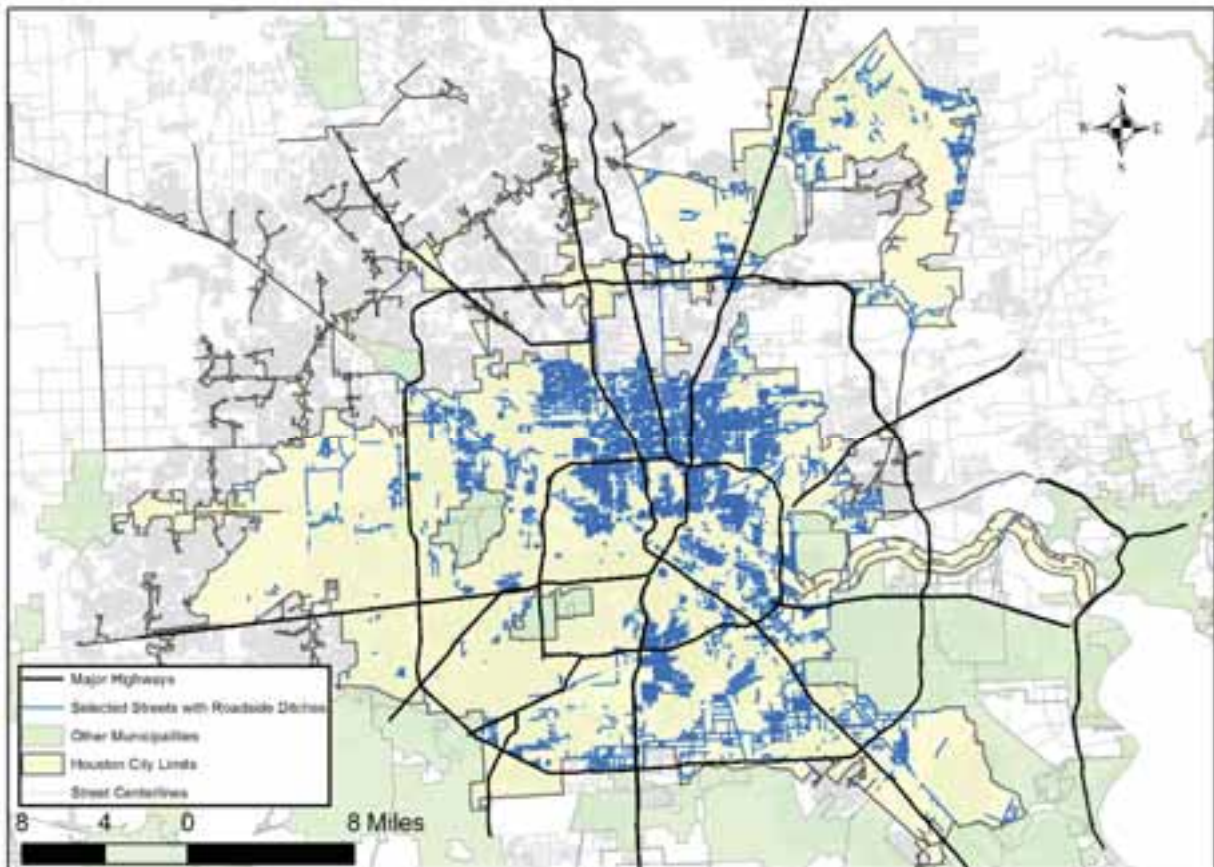 N
W E
S
Major Highways
Selected Streets with Roadside Ditches
Other Municipalities
Houston City Limits
Street Centerlines
8 4 0 8 Miles